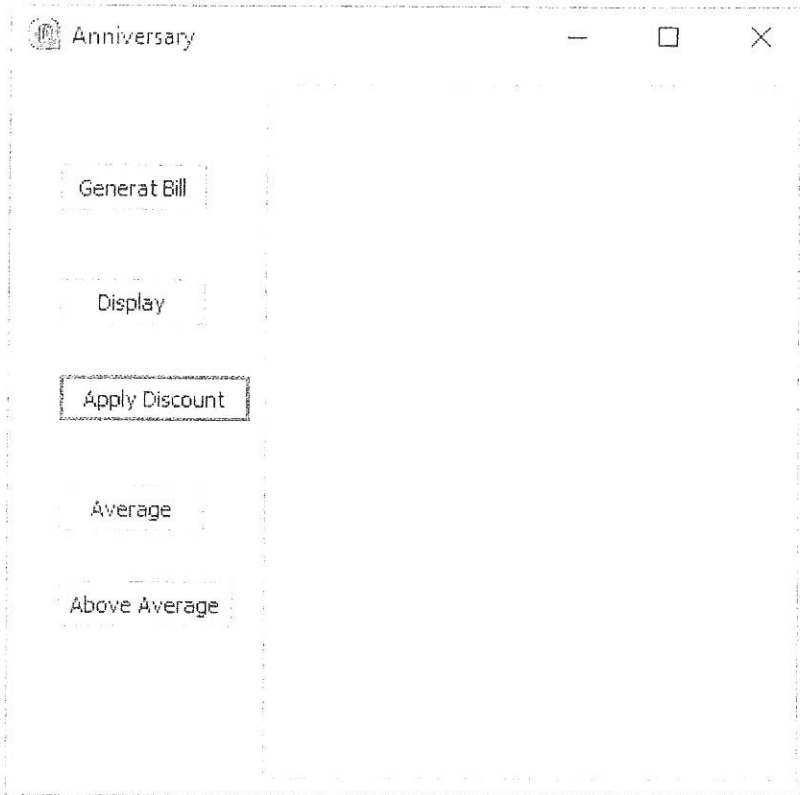 Anniversary
Generat Bill
Display
Apply Discount
Average
Above Average